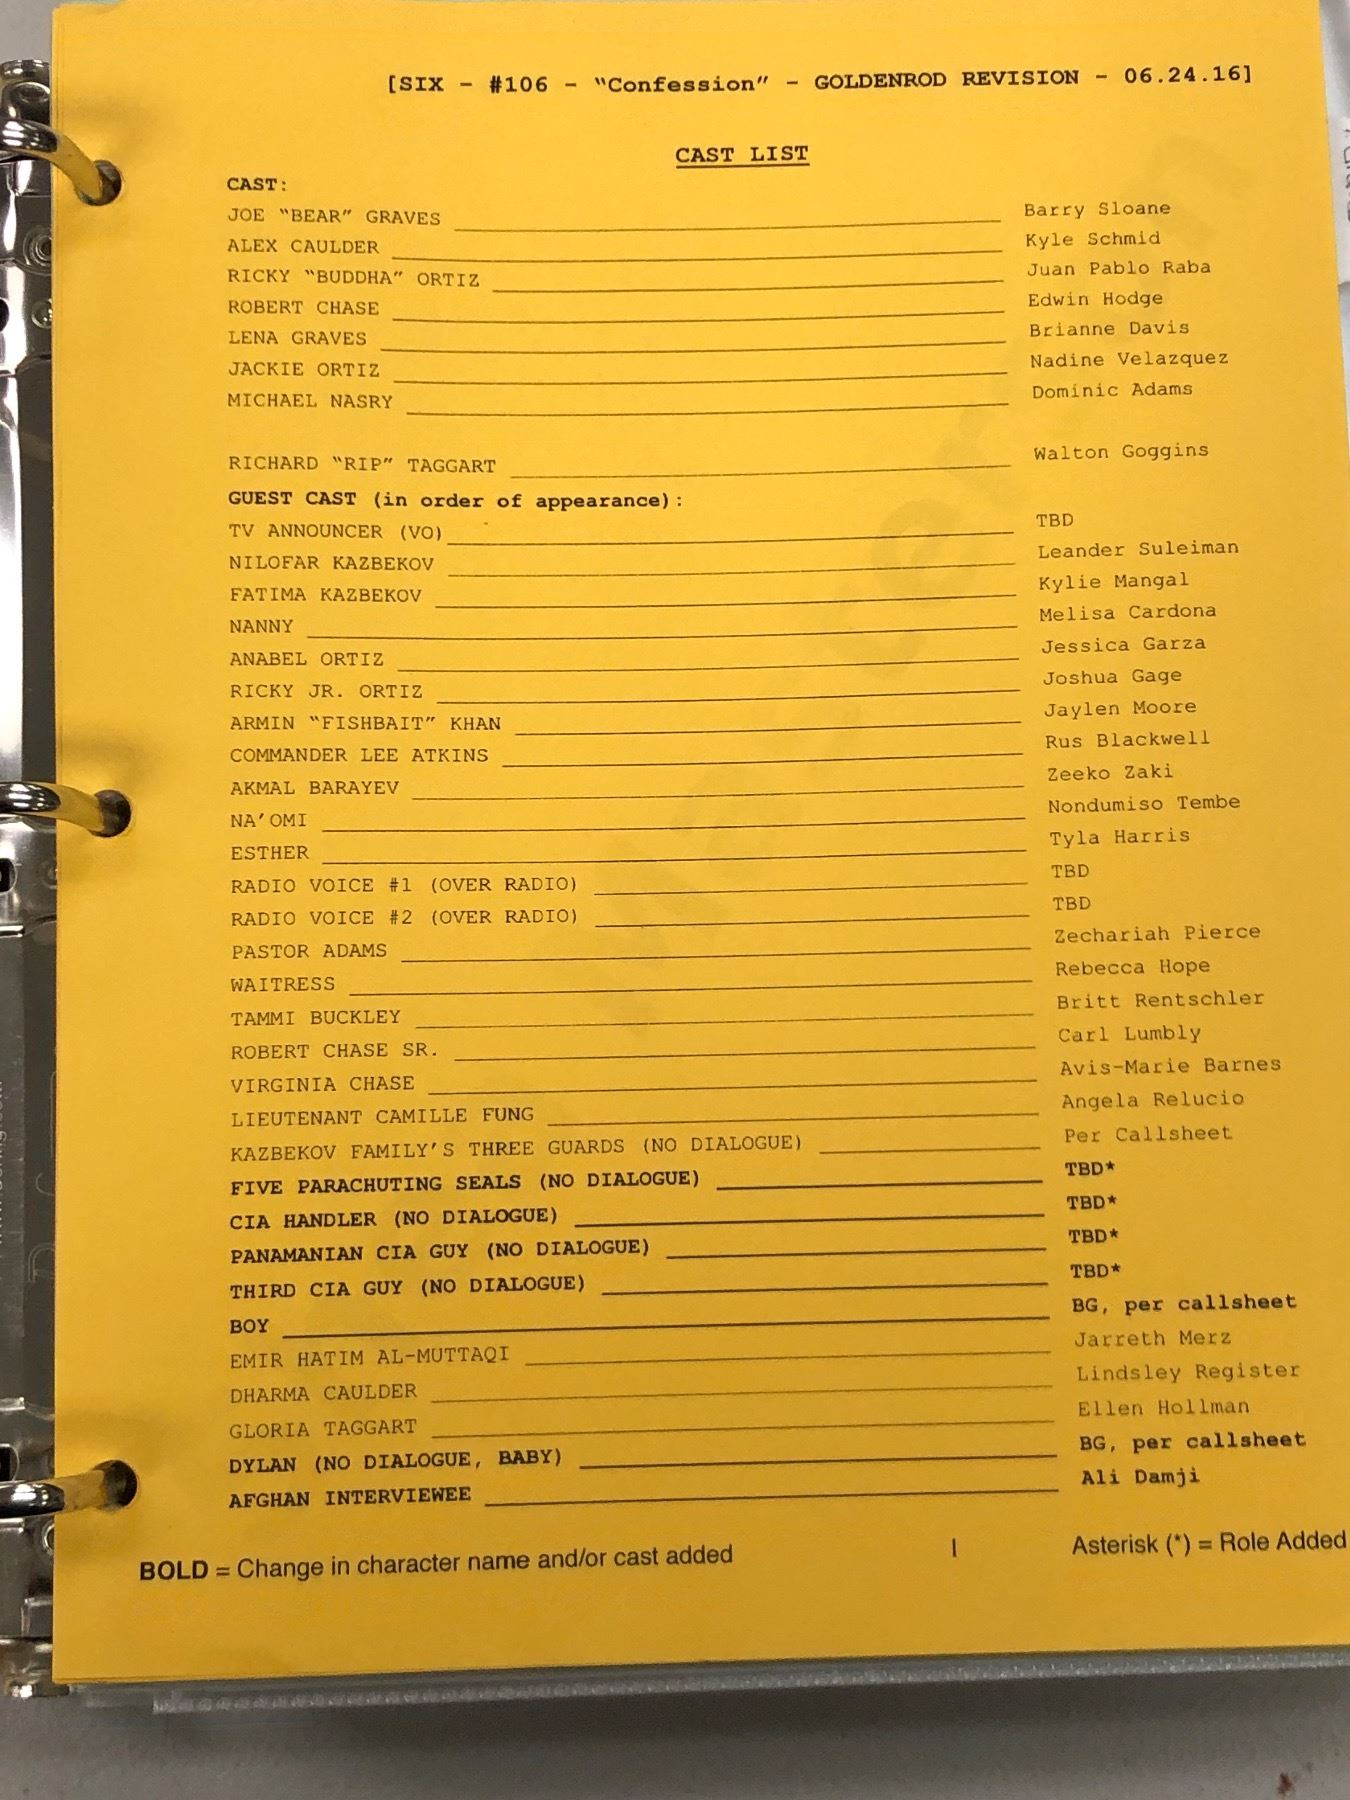 [SIX - #106 - “Confession” - GOLDENROD REVISION - 06.24.16]
CAST LIST
CAST:
JOE “BEAR” GRAVES Barry Sloane
ALEX CAULDER Kyle Schmid
RICKY “BUDDHA” ORTIZ Juan Pablo Raba
ROBERT CHASE Edwin Hodge
LENA GRAVES Brianne Davis
JACKIE ORTIZ Nadine Velazquez
MICHAEL NASRY Dominic Adams
RICHARD “RIP” TAGGART Walton Goggins
GUEST CAST (in order of appearance):
TV ANNOUNCER (VO) TBD
NILOFAR KAZBEKOV Leander Suleiman
FATIMA KAZBEKOV Kylie Mangal
NANNY Melisa Cardona
ANABEL ORTIZ Jessica Garza
RICKY JR. ORTIZ Joshua Gage
ARMIN “FISHBAIT” KHAN Jaylen Moore
COMMANDER LEE ATKINS Rus Blackwell
AKMAL BARAYEV Zeeko Zaki
NA’OMI Nondumiso Tembe
ESTHER Tyla Harris
RADIO VOICE #1 (OVER RADIO) TBD
RADIO VOICE #2 (OVER RADIO) TBD
PASTOR ADAMS Zechariah Pierce
WAITRESS Rebecca Hope
TAMMI BUCKLEY Britt Rentschler
ROBERT CHASE SR. Carl Lumbly
VIRGINIA CHASE Avis-Marie Barnes
LIEUTENANT CAMILLE FUNG Angela Relucio
KAZBEKOV FAMILY’S THREE GUARDS (NO DIALOGUE) Per Callsheet
FIVE PARACHUTING SEALS (NO DIALOGUE) TBD*
CIA HANDLER (NO DIALOGUE) TBD*
PANAMANIAN CIA GUY (NO DIALOGUE) TBD*
THIRD CIA GUY (NO DIALOGUE) TBD*
BOY BG, per callsheet
EMIR HATIM AL-MUTTAQI Jarreth Merz
DHARMA CAULDER Lindsley Register
GLORIA TAGGART Ellen Hollman
DYLAN (NO DIALOGUE, BABY) BG, per callsheet
AFGHAN INTERVIEWEE Ali Damji
BOLD = Change in character name and/or cast added | Asterisk (*) = Role Added